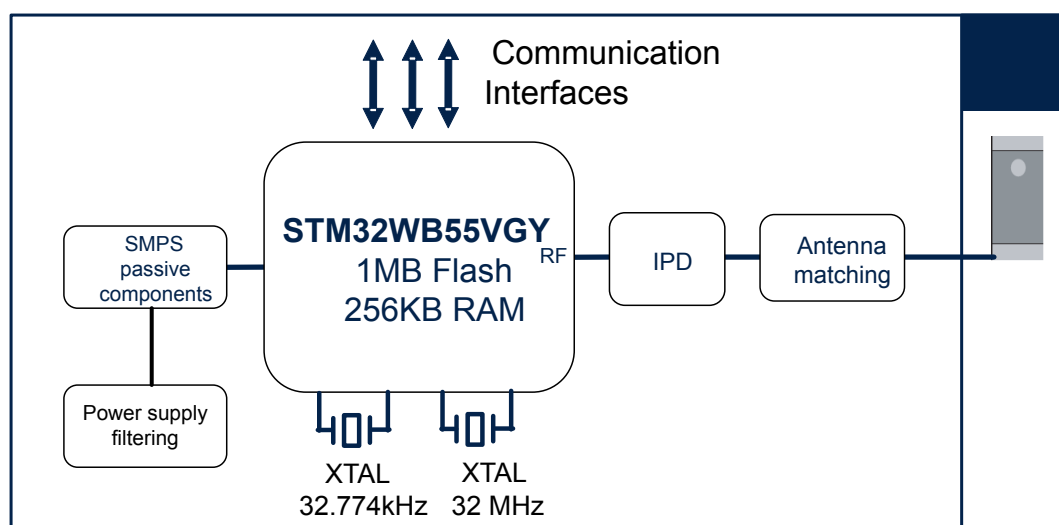 Communication
Interfaces
STM32WB55VGY
1MB Flash
256KB RAM
RF
SMPS
passive
components
Power supply
filtering
IPD
Antenna
matching
XTAL
32.774kHz
XTAL
32 MHz